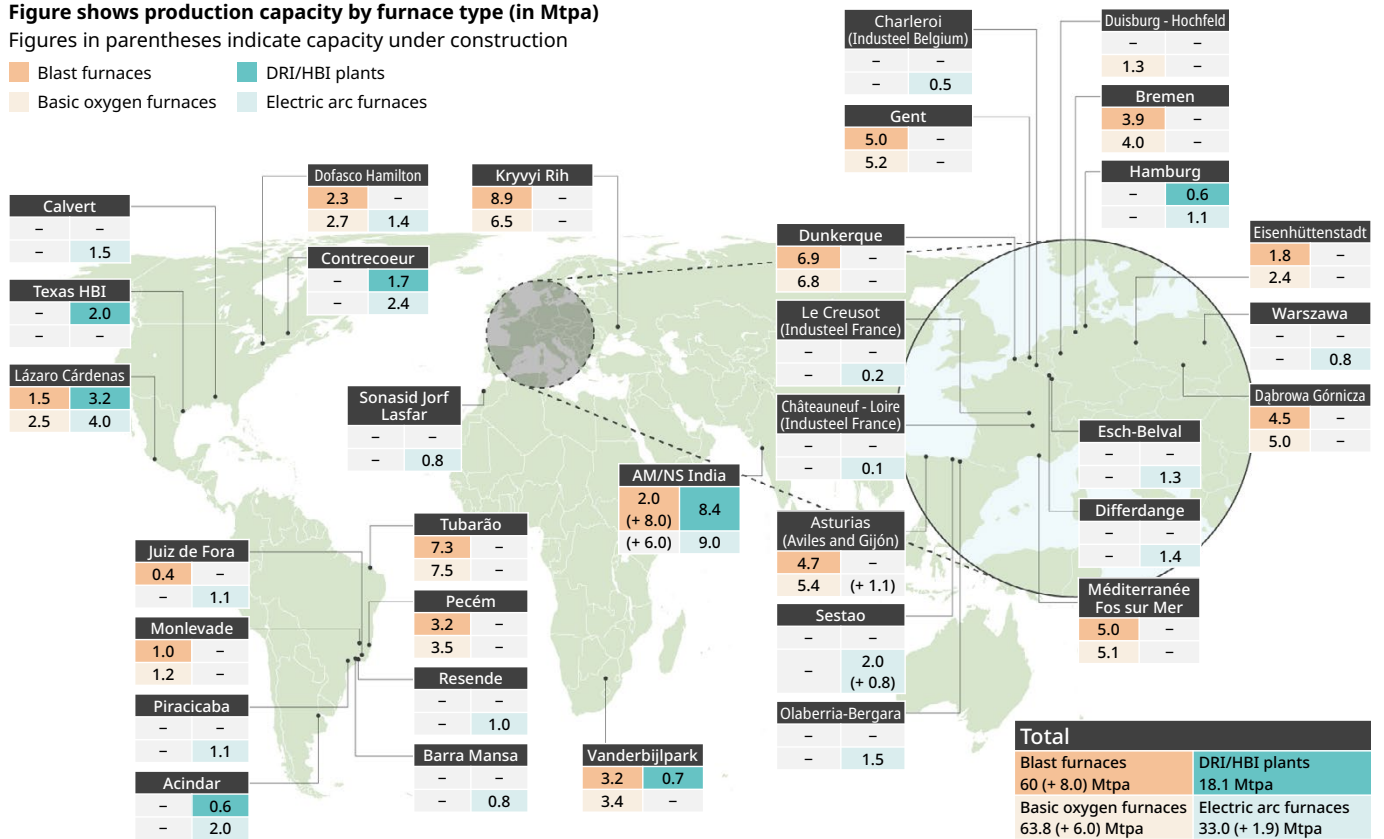 Figure shows production capacity by furnace type (in Mtpa)
Figures in parentheses indicate capacity under construction
Blast furnaces
DRI/HBI plants
Basic oxygen furnaces
Electric arc furnaces
Charleroi
(Industeel Belgium)
– –
– 0.5
Duisburg - Hochfeld
– –
1.3 –
Gent
5.0 –
5.2 –
Bremen
3.9 –
4.0 –
Hamburg
– 0.6
– 1.1
Dofasco Hamilton
2.3 –
2.7 1.4
Kryvyi Rih
8.9 –
6.5 –
Calvert
– –
– 1.5
Contrecoeur
– 1.7
– 2.4
Dunkerque
6.9 –
6.8 –
Eisenhüttenstadt
1.8 –
2.4 –
Texas HBI
– 2.0
– –
Le Creusot
(Industeel France)
– –
– 0.2
Warszawa
– –
– 0.8
Lázaro Cárdenas
1.5 3.2
2.5 4.0
Sonasid Jorf
Lasfar
– –
– 0.8
Châteauneuf - Loire
(Industeel France)
– –
– 0.1
Esch-Belval
– –
– 1.3
Dąbrowa Górnicza
4.5 –
5.0 –
AM/NS India
2.0
(+ 8.0)
8.4
(+ 6.0) 9.0
Differdange
– –
– 1.4
Tubarão
7.3 –
7.5 –
Asturias
(Aviles and Gijón)
4.7 –
5.4 (+ 1.1)
Juiz de Fora
0.4 –
– 1.1
Pecém
3.2 –
3.5 –
Méditerranée
Fos sur Mer
5.0 –
5.1 –
Sestao
– –
– 2.0
(+ 0.8)
Monlevade
1.0 –
1.2 –
Resende
– –
– 1.0
Piracicaba
– –
– 1.1
Olaberria-Bergara
– –
– 1.5
Barra Mansa
– –
– 0.8
Vanderbijlpark
3.2 0.7
3.4 –
Acindar
– 0.6
– 2.0
Total
Blast furnaces
60 (+ 8.0) Mtpa
DRI/HBI plants
18.1 Mtpa
Basic oxygen furnaces
63.8 (+ 6.0) Mtpa
Electric arc furnaces
33.0 (+ 1.9) Mtpa